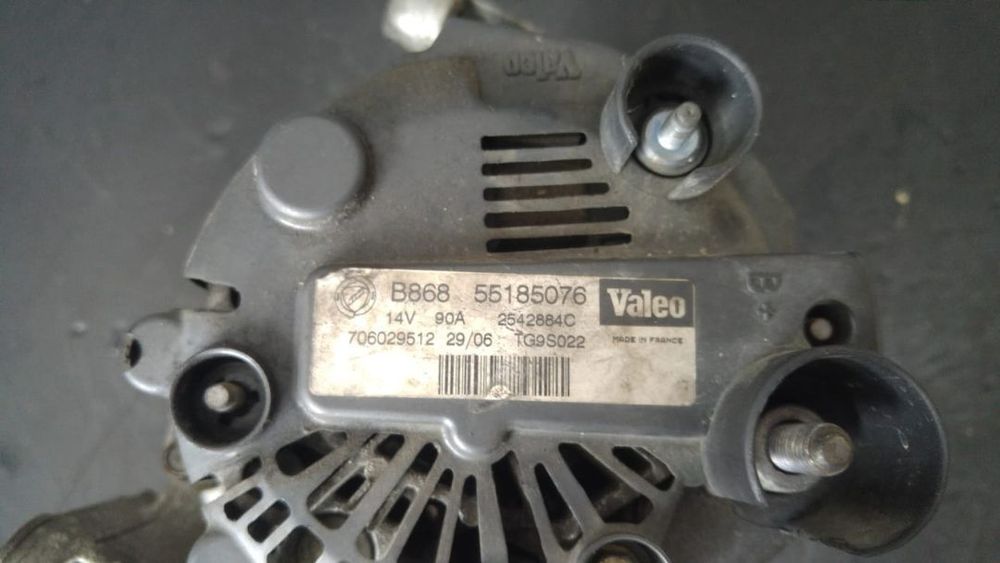 Valeo
B868 55185076 Valeo
14V 90A 2542884C
706029512 29/06 TG9S022 MADE IN FRANCE
B+